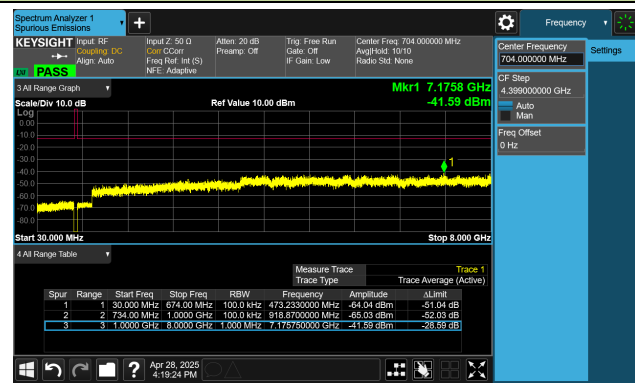 Spectrum Analyzer 1
Spurious Emissions
Frequency
KEYSIGHT
Input: RF
Coupling: DC
Align: Auto
Input Z: 50 Ω
Corr CCorr
Freq Ref: Int (S)
NFE: Adaptive
Atten: 20 dB
Preamp: Off
Trig: Free Run
Gate: Off
IF Gain: Low
Center Freq: 704.000000 MHz
Avg|Hold: 10/10
Radio Std: None
LXI
PASS
Center Frequency
704.000000 MHz
Settings
CF Step
4.399000000 GHz
Auto
Man
Freq Offset
0 Hz
3 All Range Graph
Mkr1 7.1758 GHz
Scale/Div 10.0 dB
Ref Value 10.00 dBm
-41.59 dBm
Log
0.00
-10.0
-20.0
-30.0
-40.0
-50.0
-60.0
-70.0
-80.0
1
Start 30.000 MHz
Stop 8.000 GHz
4 All Range Table
Measure Trace Trace 1
Trace Type Trace Average (Active)
Spur Range Start Freq Stop Freq RBW Frequency Amplitude ΔLimit
1 1 30.000 MHz 674.00 MHz 100.0 kHz 473.2330000 MHz -64.04 dBm -51.04 dB
2 2 734.00 MHz 1.0000 GHz 100.0 kHz 918.8700000 MHz -65.03 dBm -52.03 dB
3 3 1.0000 GHz 8.0000 GHz 1.000 MHz 7.175750000 GHz -41.59 dBm -28.59 dB
Apr 28, 2025
4:19:24 PM